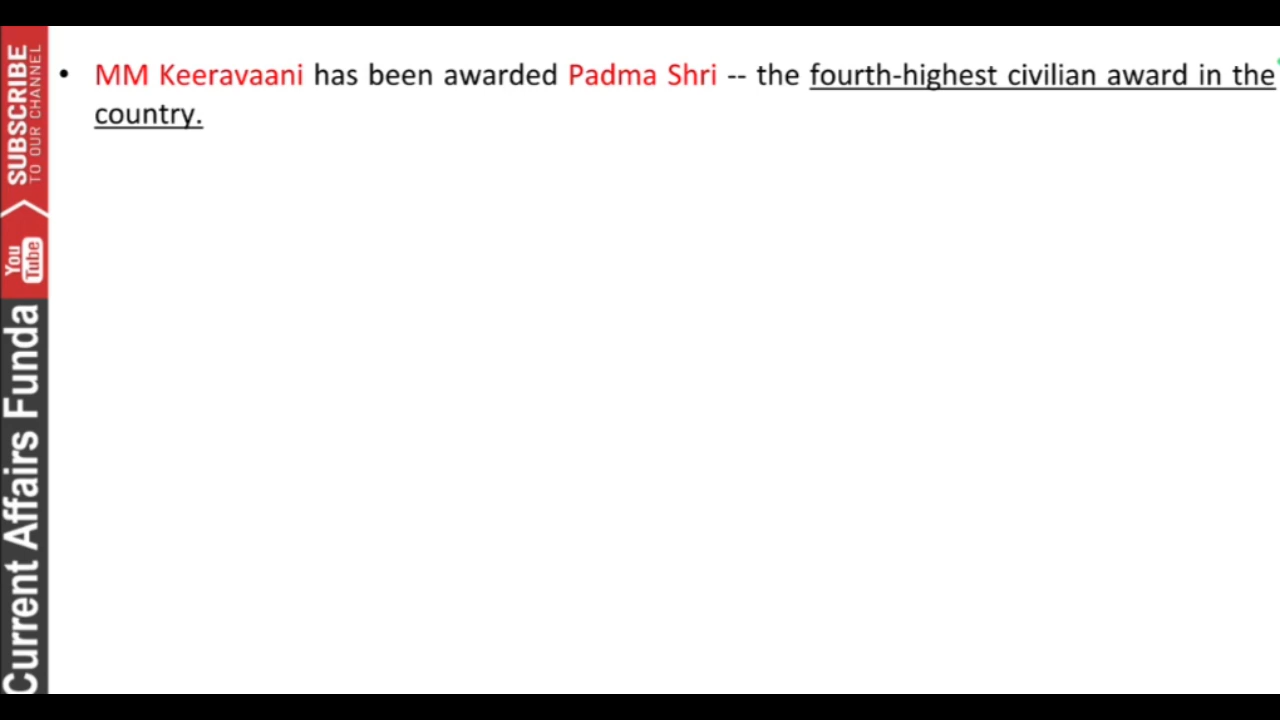 • MM Keeravaani has been awarded Padma Shri -- the fourth-highest civilian award in the
country.
SUBSCRIBE
TO OUR CHANNEL
You
Tube
Current Affairs Funda